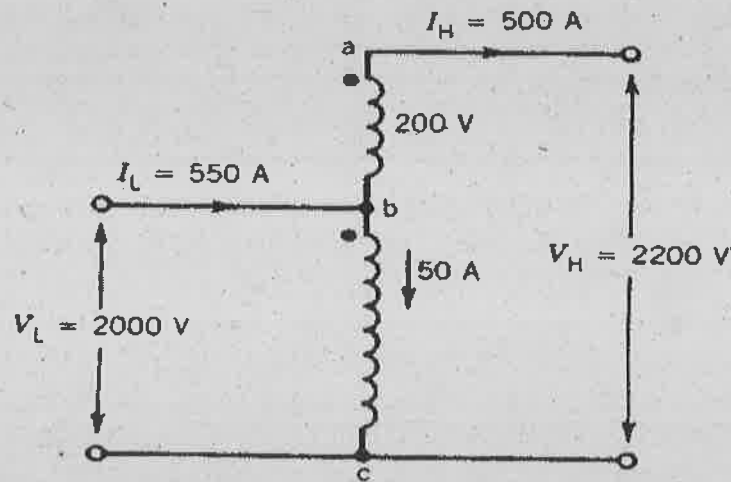 I_H = 500 A
a
200 V
I_L = 550 A
b
50 A
V_H = 2200 V
V_L = 2000 V
c